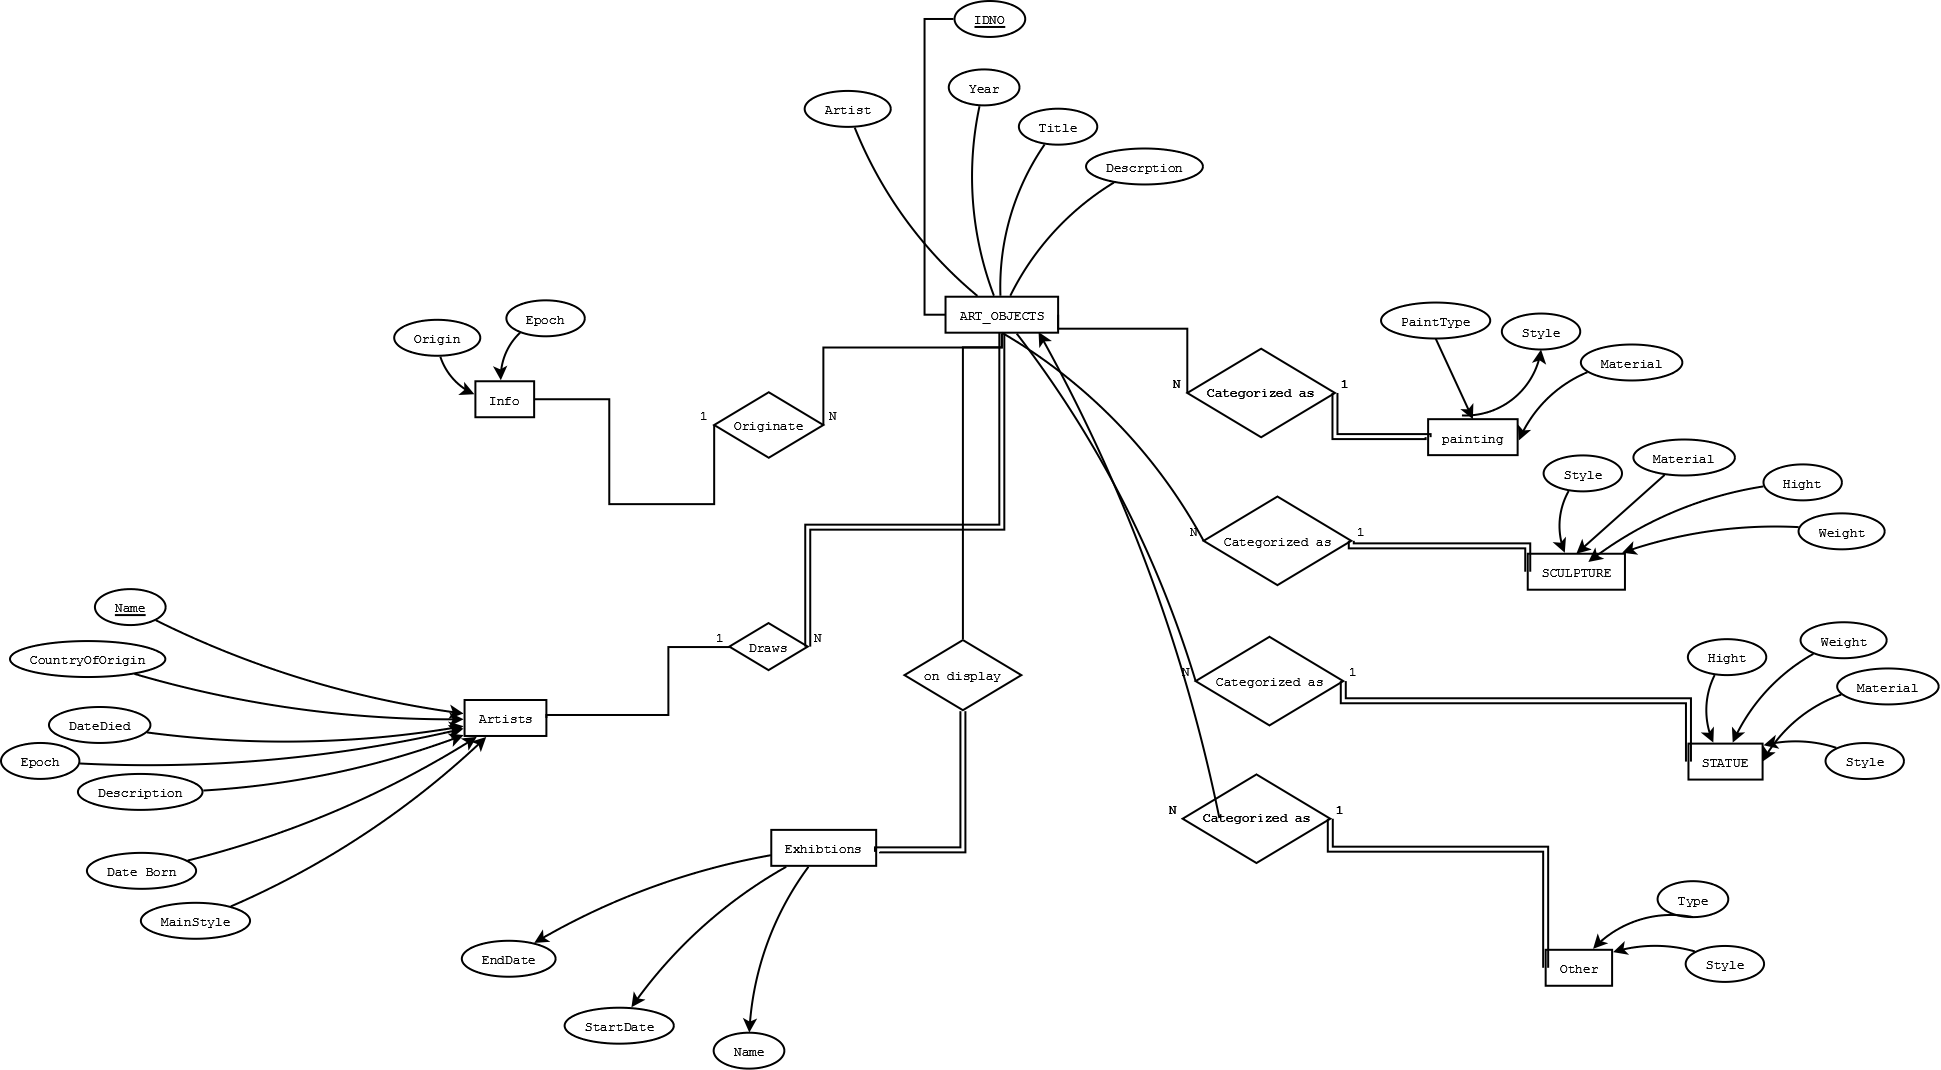 IDNO
Year
Artist
Title
Descrption
ART_OBJECTS
Origin
Epoch
Info
1
Originate
N
N
Categorized as
1
PaintType
Style
Material
painting
Style
Material
Hight
Weight
N
Categorized as
1
SCULPTURE
Name
CountryOfOrigin
DateDied
Epoch
Description
Date Born
MainStyle
Artists
1
Draws
N
on display
N
Categorized as
1
Hight
Weight
Material
Style
STATUE
Exhibtions
EndDate
StartDate
Name
N
Categorized as
1
Type
Style
Other